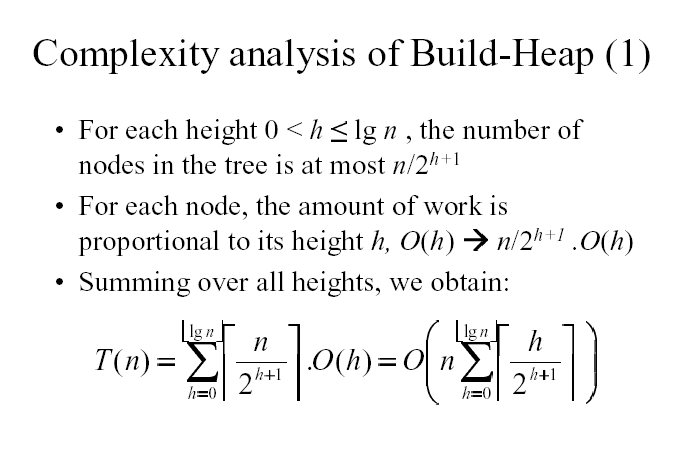 Complexity analysis of Build-Heap (1)
• For each height 0 < h ≤ lg n , the number of
nodes in the tree is at most n/2^{h+1}
• For each node, the amount of work is
proportional to its height h, O(h) → n/2^{h+1} .O(h)
• Summing over all heights, we obtain:
T(n) = ∑_{h=0}^{⌊lg n⌋} ⌈n/2^{h+1}⌉ .O(h) = O( n ∑_{h=0}^{⌊lg n⌋} ⌈h/2^{h+1}⌉ )